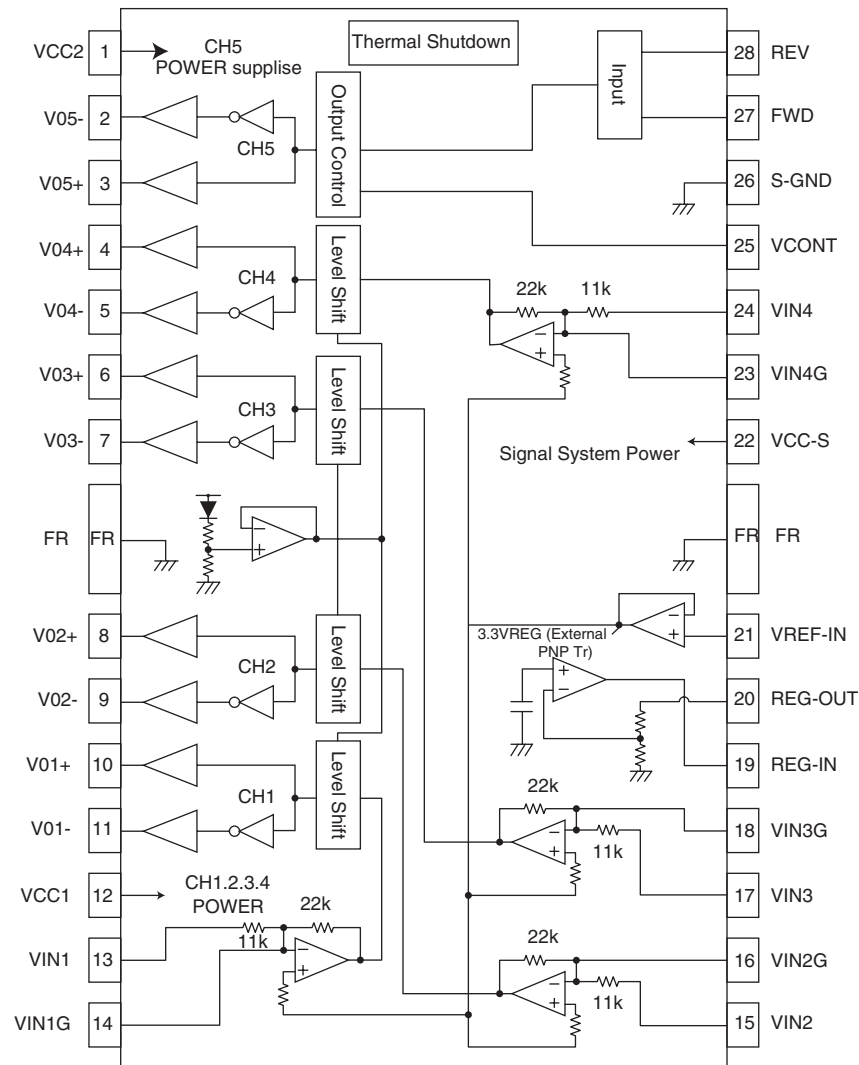 Thermal Shutdown
VCC2 1 CH5
POWER supplise
28 REV
Input
Output Control
V05- 2
CH5
27 FWD
V05+ 3
26 S-GND
V04+ 4
25 VCONT
Level Shift
CH4
22k 11k
V04- 5
24 VIN4
− +
V03+ 6
23 VIN4G
Level Shift
CH3
V03- 7
Signal System Power 22 VCC-S
FR FR
FR FR
− +
V02+ 8
3.3VREG (External
PNP Tr)
− +
21 VREF-IN
Level Shift
CH2
V02- 9
+ −
20 REG-OUT
V01+ 10
19 REG-IN
Level Shift
CH1
22k
V01- 11
18 VIN3G
− +
11k
VCC1 12 CH1.2.3.4
POWER
17 VIN3
22k
11k
VIN1 13
− +
22k
16 VIN2G
− +
11k
VIN1G 14
15 VIN2